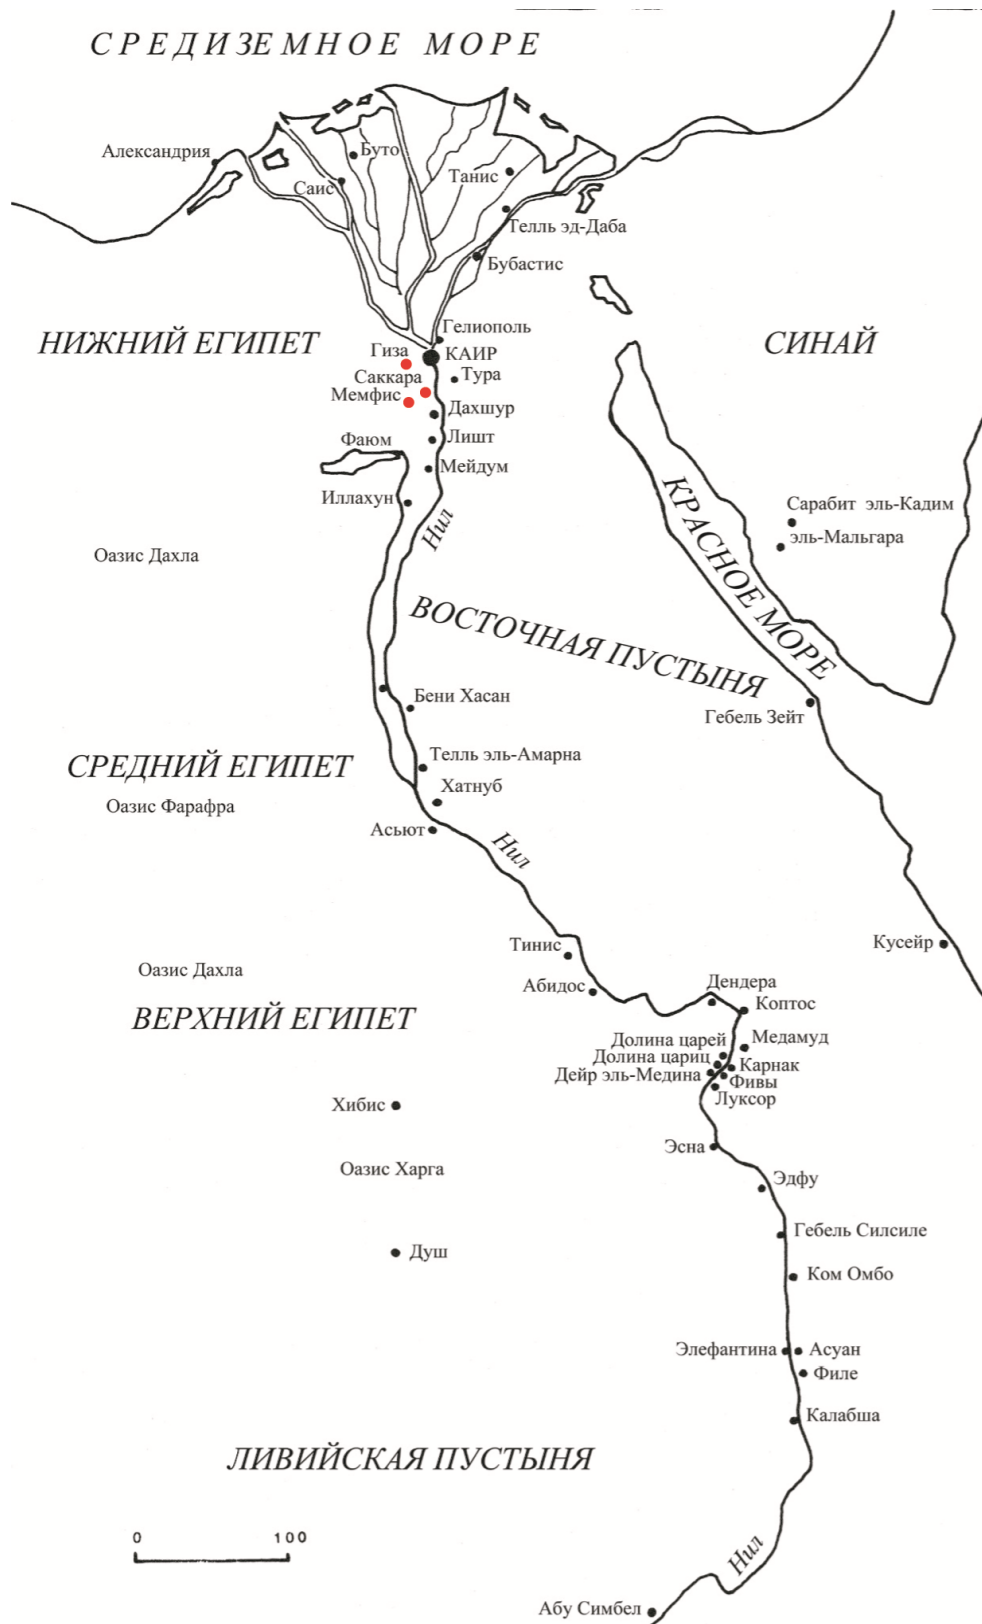 СРЕДИЗЕМНОЕ МОРЕ
Александрия
Буто
Саис
Танис
Телль эд-Даба
Бубастис
Гелиополь
НИЖНИЙ ЕГИПЕТ
СИНАЙ
Гиза
КАИР
Саккара
Тура
Мемфис
Дахшур
Фаюм
Лишт
Мейдум
Иллахун
Нил
КРАСНОЕ МОРЕ
Сарабит эль-Кадим
эль-Мальгара
Оазис Дахла
ВОСТОЧНАЯ ПУСТЫНЯ
Бени Хасан
Гебель Зейт
Телль эль-Амарна
СРЕДНИЙ ЕГИПЕТ
Хатнуб
Оазис Фарафра
Асьют
Нил
Тинис
Кусейр
Оазис Дахла
Абидос
Дендера
Коптос
ВЕРХНИЙ ЕГИПЕТ
Медамуд
Долина царей
Долина цариц
Карнак
Дейр эль-Медина
Фивы
Луксор
Хибис
Эсна
Оазис Харга
Эдфу
Гебель Силсиле
Душ
Ком Омбо
Элефантина
Асуан
Филе
Калабша
ЛИВИЙСКАЯ ПУСТЫНЯ
0 100
Нил
Абу Симбел